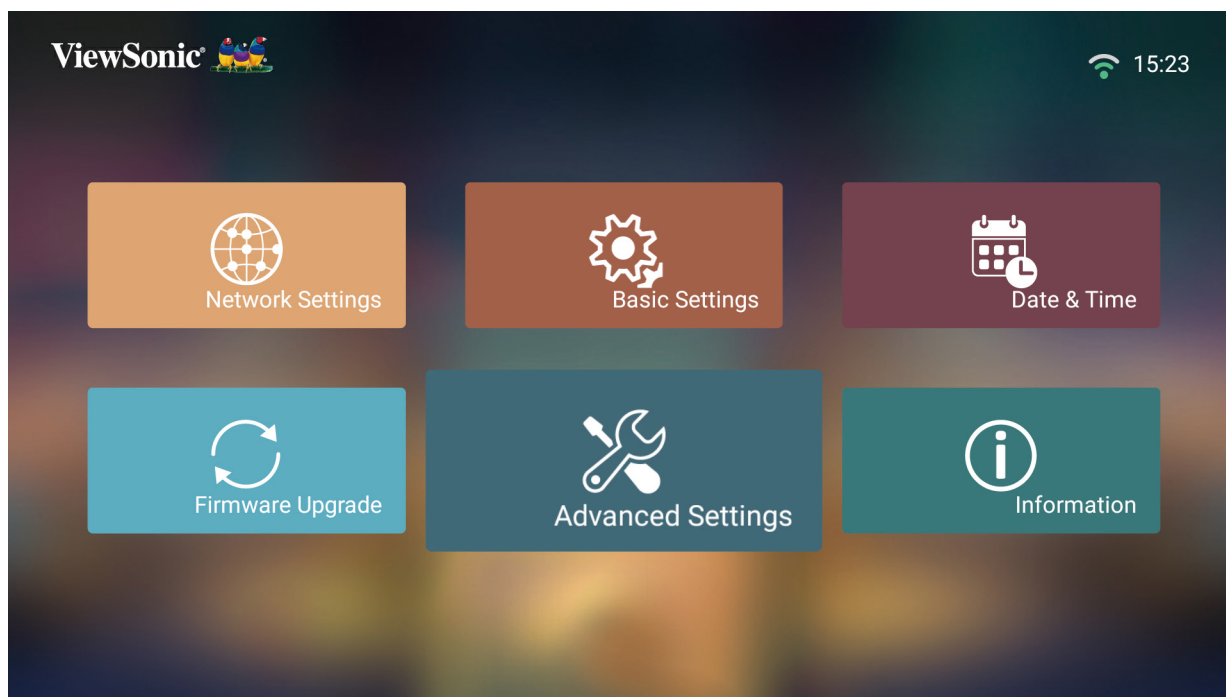 ViewSonic®
15:23
Network Settings
Basic Settings
Date & Time
Firmware Upgrade
Advanced Settings
Information